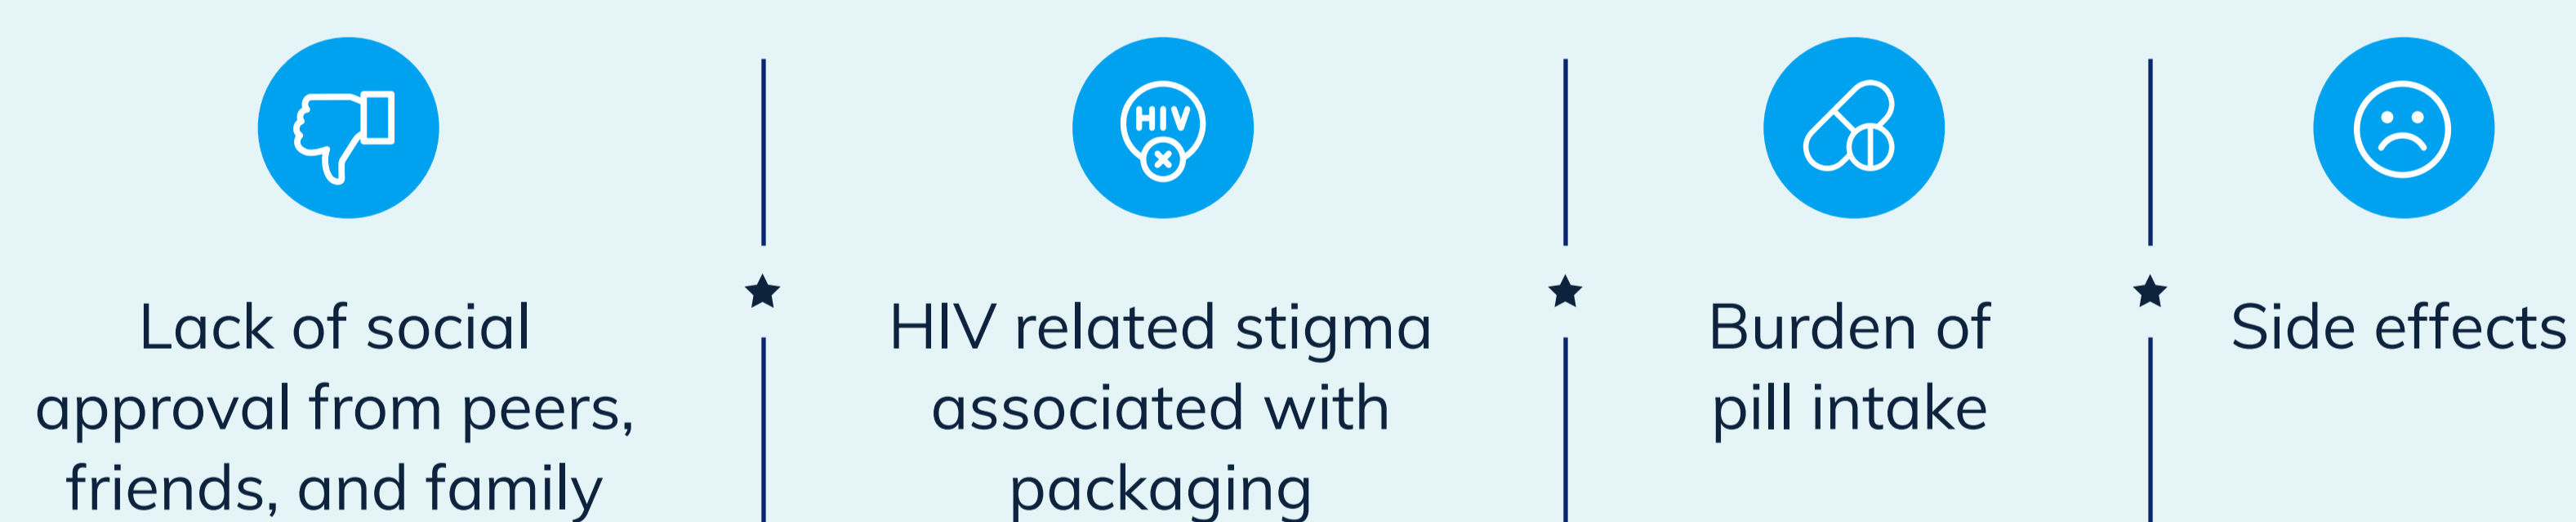 HIV
Lack of social
approval from peers,
friends, and family
HIV related stigma
associated with
packaging
Burden of
pill intake
Side effects